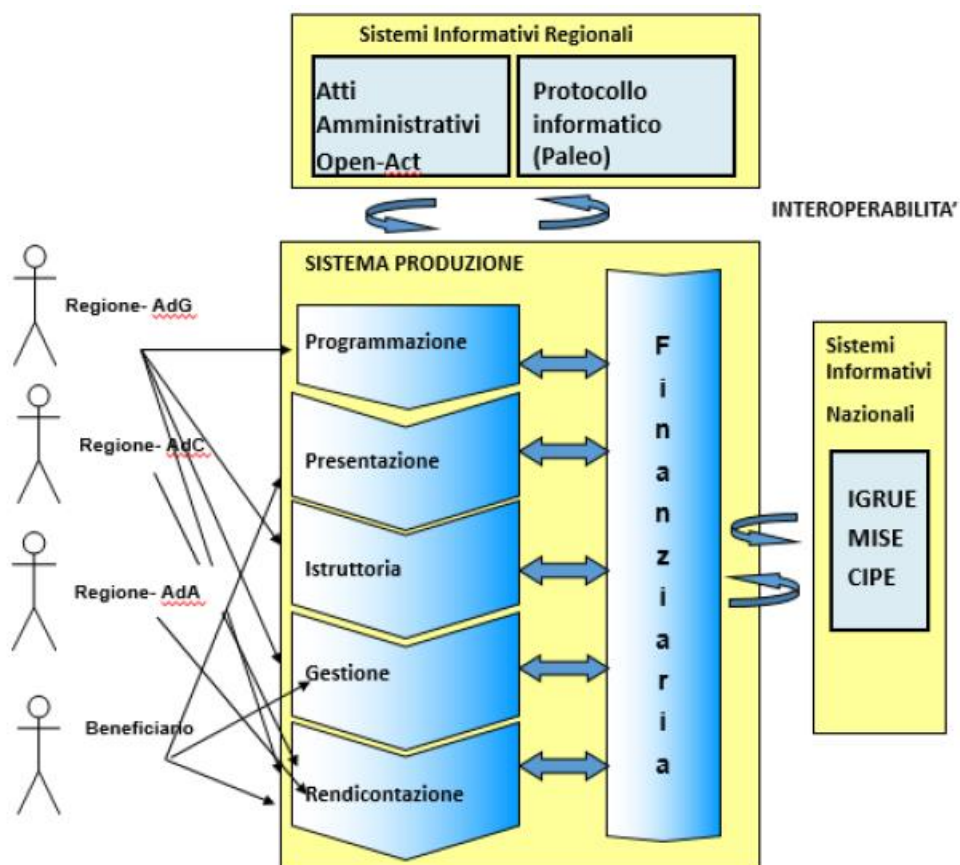 Sistemi Informativi Regionali
Atti
Amministrativi
Open-Act
Protocollo
informatico
(Paleo)
INTEROPERABILITA'
SISTEMA PRODUZIONE
Regione- AdG
Regione- AdC
Regione- AdA
Beneficiario
Programmazione
Presentazione
Istruttoria
Gestione
Rendicontazione
F
i
n
a
n
z
i
a
r
i
a
Sistemi
Informativi
Nazionali
IGRUE
MISE
CIPE